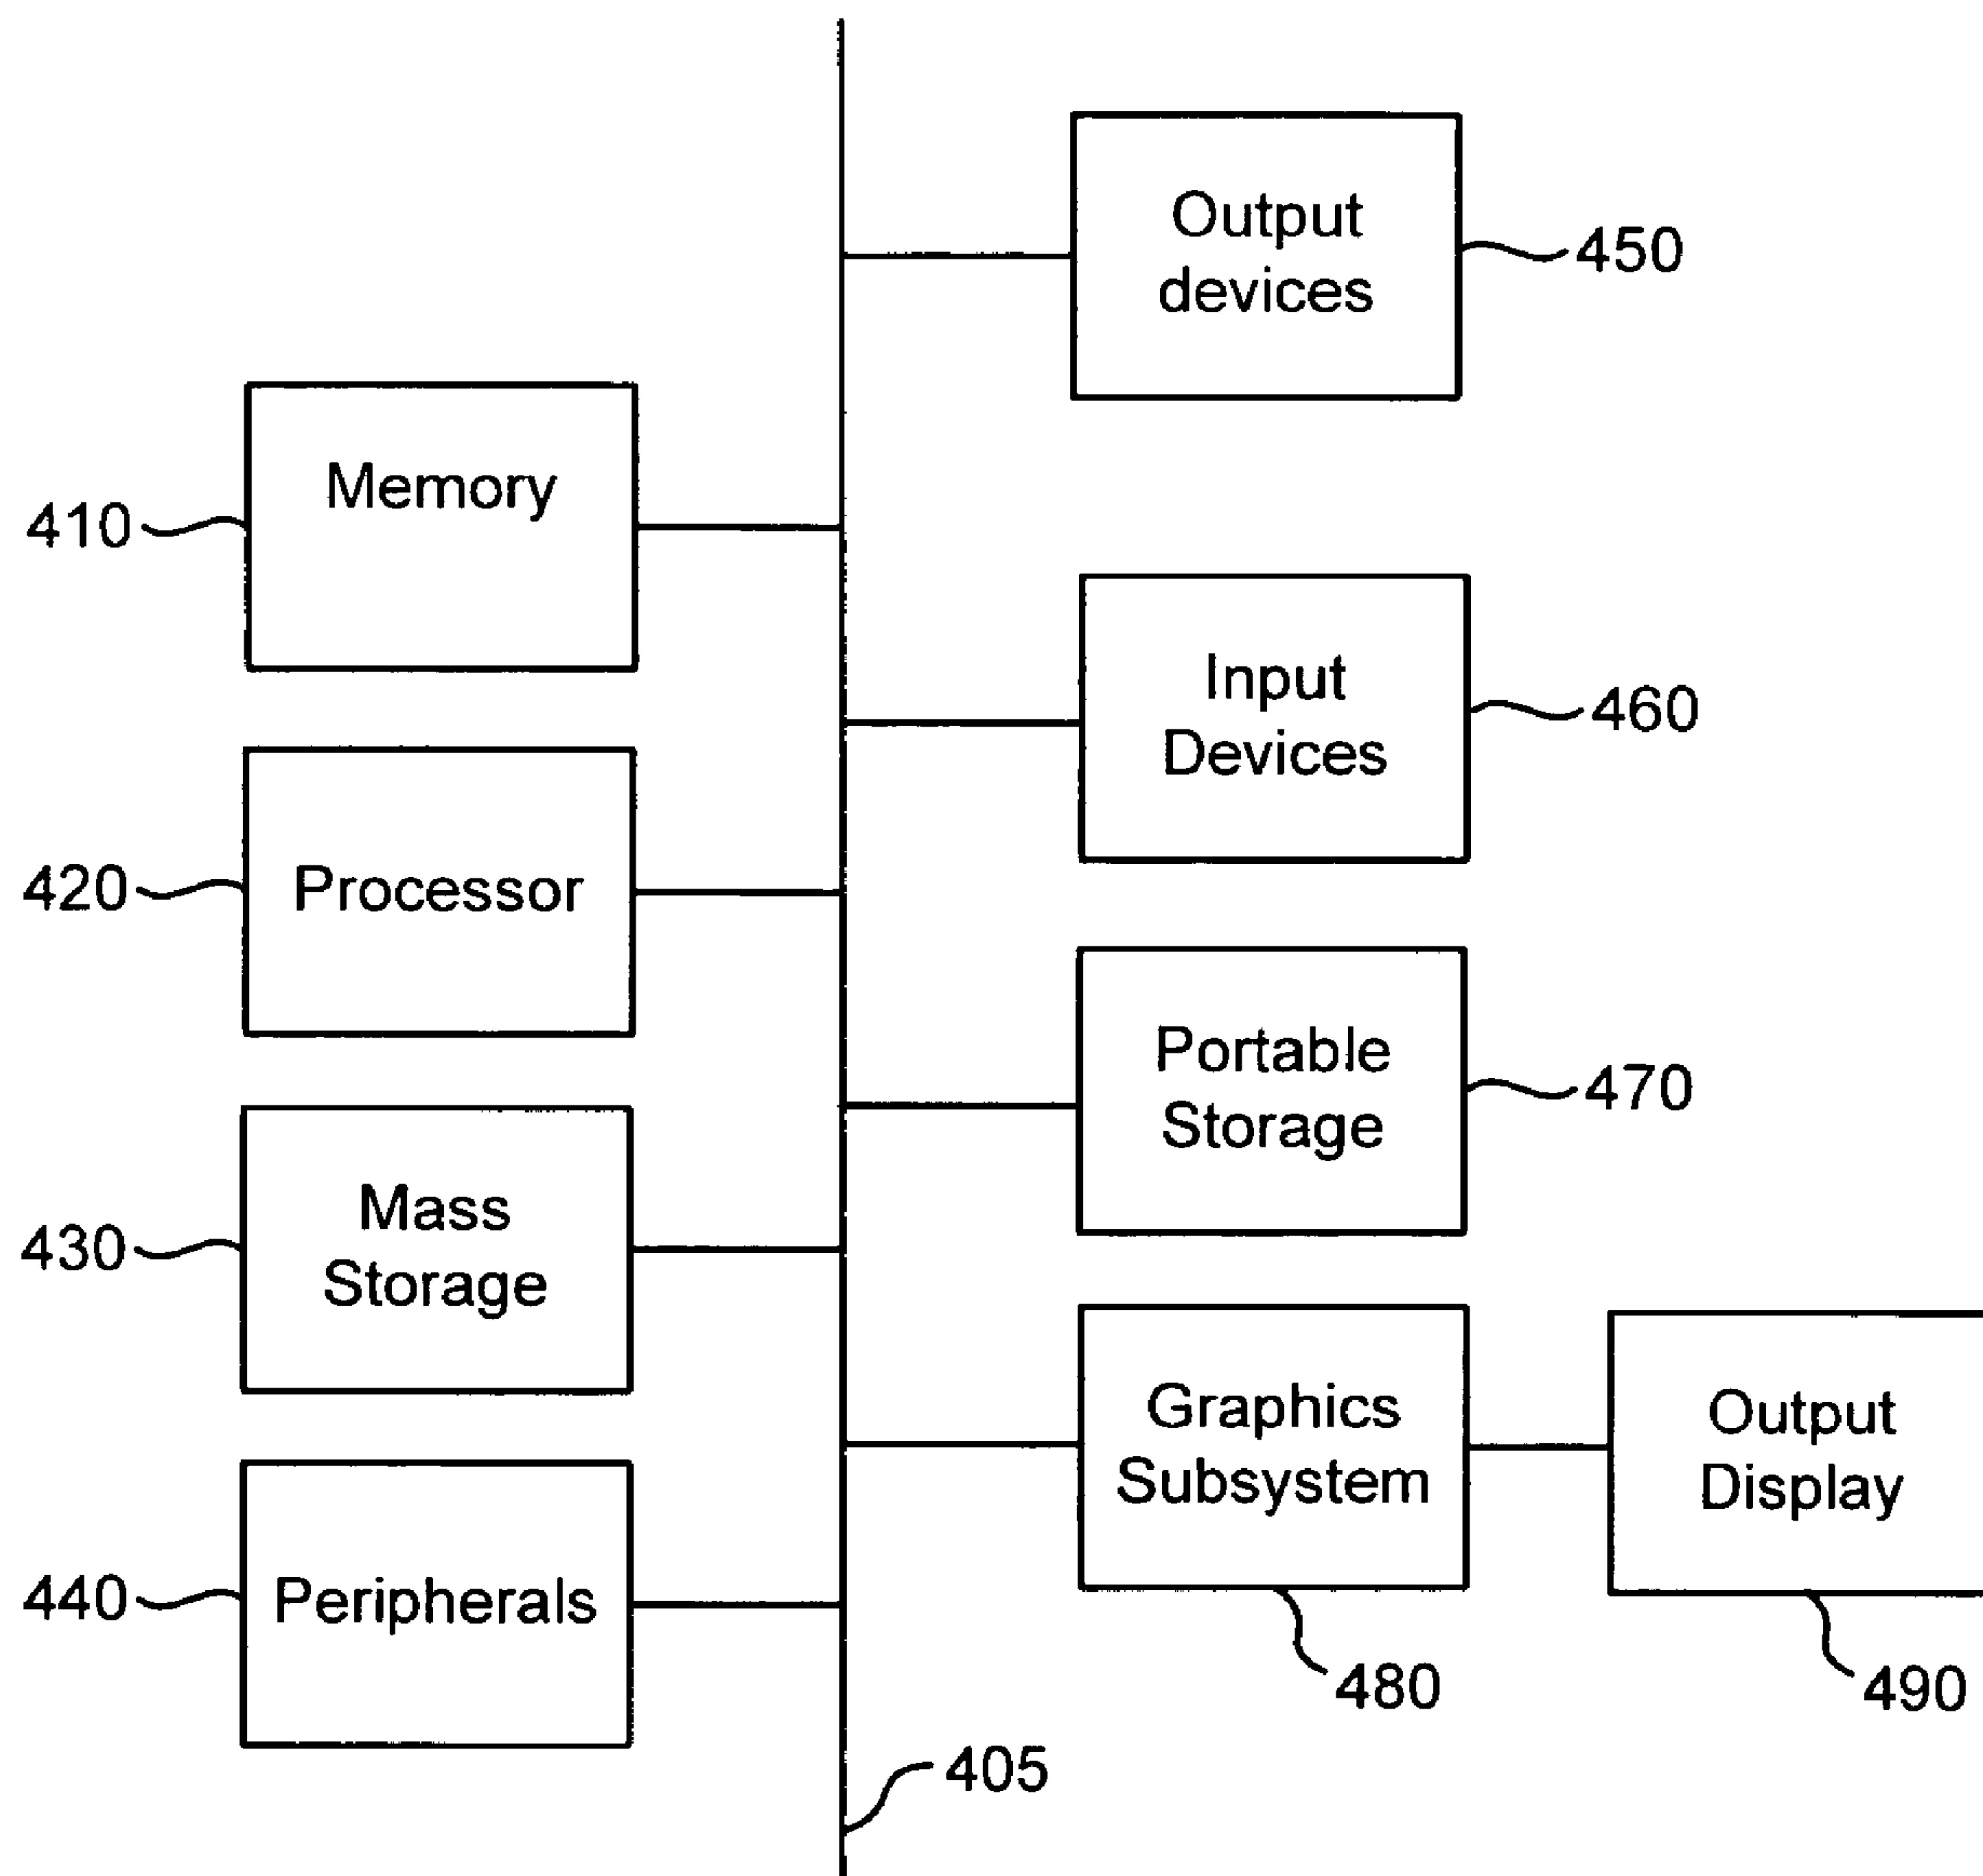 Output
devices
450
Memory
410
Input
Devices
460
Processor
420
Portable
Storage
470
Mass
Storage
430
Graphics
Subsystem
480
Output
Display
490
Peripherals
440
405